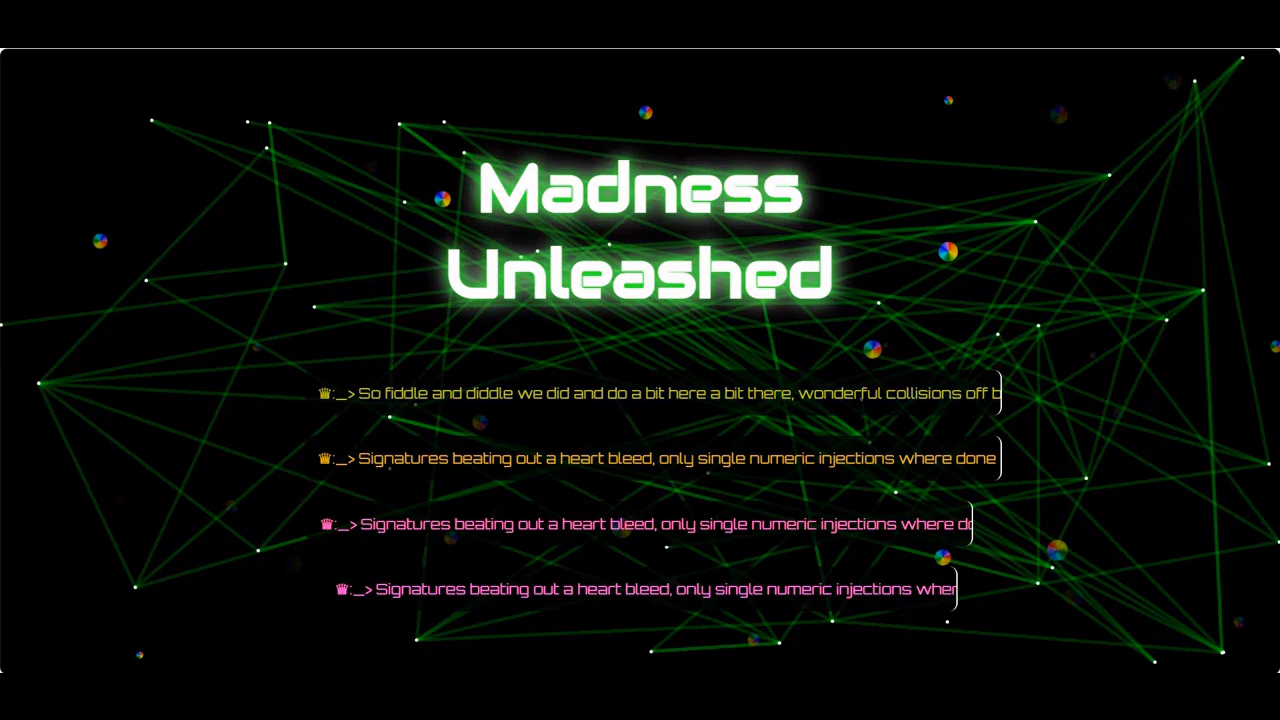 Madness
Unleashed
♛:_> So fiddle and diddle we did and do a bit here a bit there, wonderful collisions off b
♛:_> Signatures beating out a heart bleed, only single numeric injections where done
♛:_> Signatures beating out a heart bleed, only single numeric injections where do
♛:_> Signatures beating out a heart bleed, only single numeric injections wher